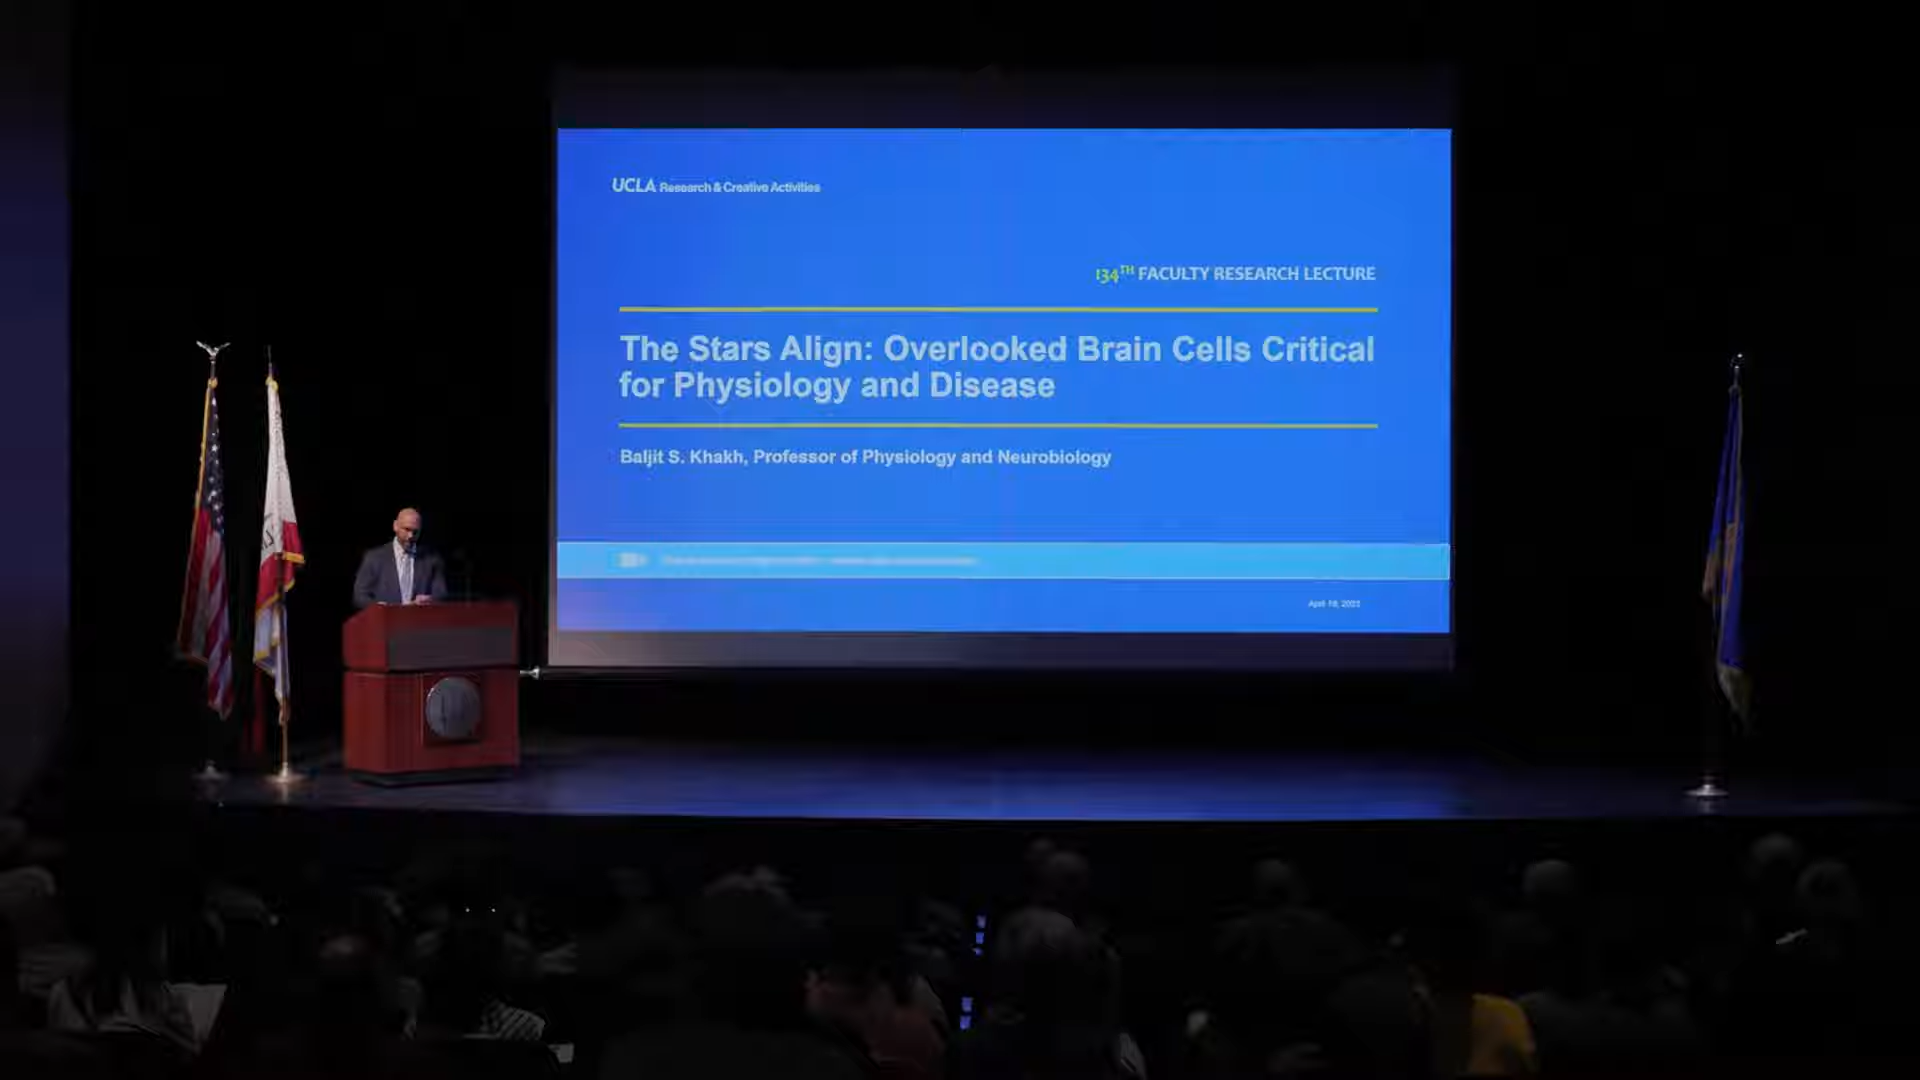 UCLA Research & Creative Activities
134TH FACULTY RESEARCH LECTURE
The Stars Align: Overlooked Brain Cells Critical
for Physiology and Disease
Baljit S. Khakh, Professor of Physiology and Neurobiology